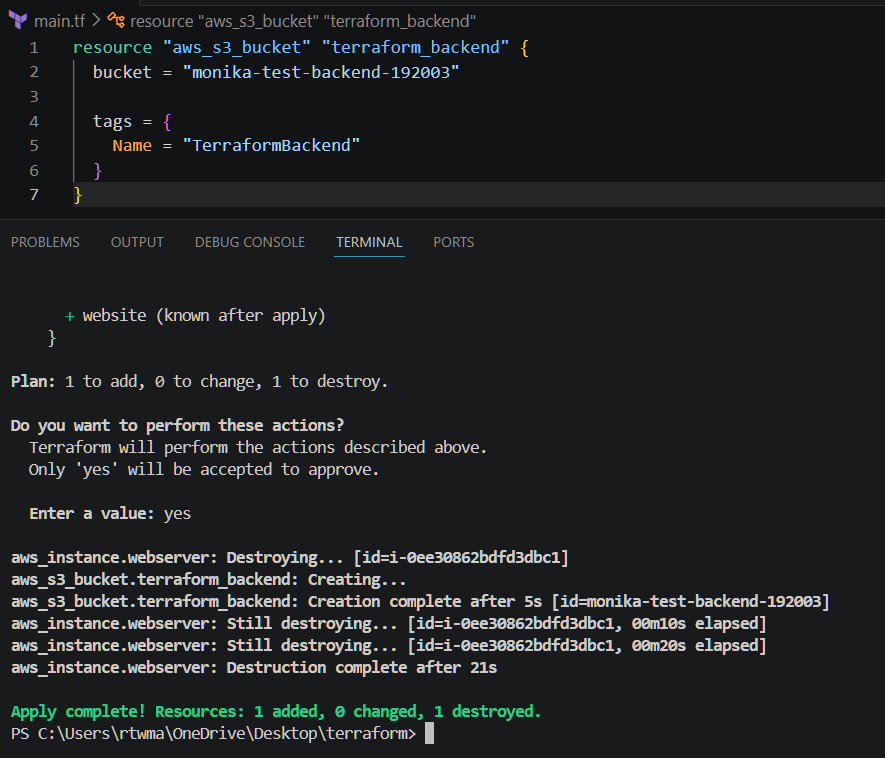 main.tf > resource "aws_s3_bucket" "terraform_backend"
1 resource "aws_s3_bucket" "terraform_backend" {
2   bucket = "monika-test-backend-192003"
3
4   tags = {
5     Name = "TerraformBackend"
6   }
7 }
PROBLEMS OUTPUT DEBUG CONSOLE TERMINAL PORTS
      + website (known after apply)
    }
Plan: 1 to add, 0 to change, 1 to destroy.
Do you want to perform these actions?
  Terraform will perform the actions described above.
  Only 'yes' will be accepted to approve.
  Enter a value: yes
aws_instance.webserver: Destroying... [id=i-0ee30862bdfd3dbc1]
aws_s3_bucket.terraform_backend: Creating...
aws_s3_bucket.terraform_backend: Creation complete after 5s [id=monika-test-backend-192003]
aws_instance.webserver: Still destroying... [id=i-0ee30862bdfd3dbc1, 00m10s elapsed]
aws_instance.webserver: Still destroying... [id=i-0ee30862bdfd3dbc1, 00m20s elapsed]
aws_instance.webserver: Destruction complete after 21s
Apply complete! Resources: 1 added, 0 changed, 1 destroyed.
PS C:\Users\rtwma\OneDrive\Desktop\terraform>